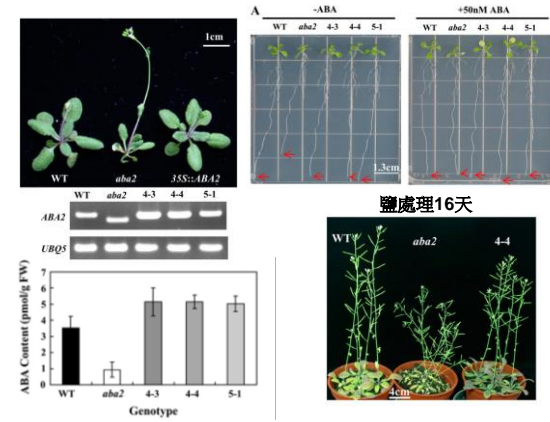 1cm
WT
aba2
35S::ABA2
WT aba2 4-3 4-4 5-1
ABA2
UBQ5
ABA Content (pmol/g FW)
7
6
5
4
3
2
1
0
WT aba2 4-3 4-4 5-1
Genotype
A
-ABA
WT aba2 4-3 4-4 5-1
1.3cm
+50nM ABA
WT aba2 4-3 4-4 5-1
鹽處理16天
WT
aba2
4-4
4cm